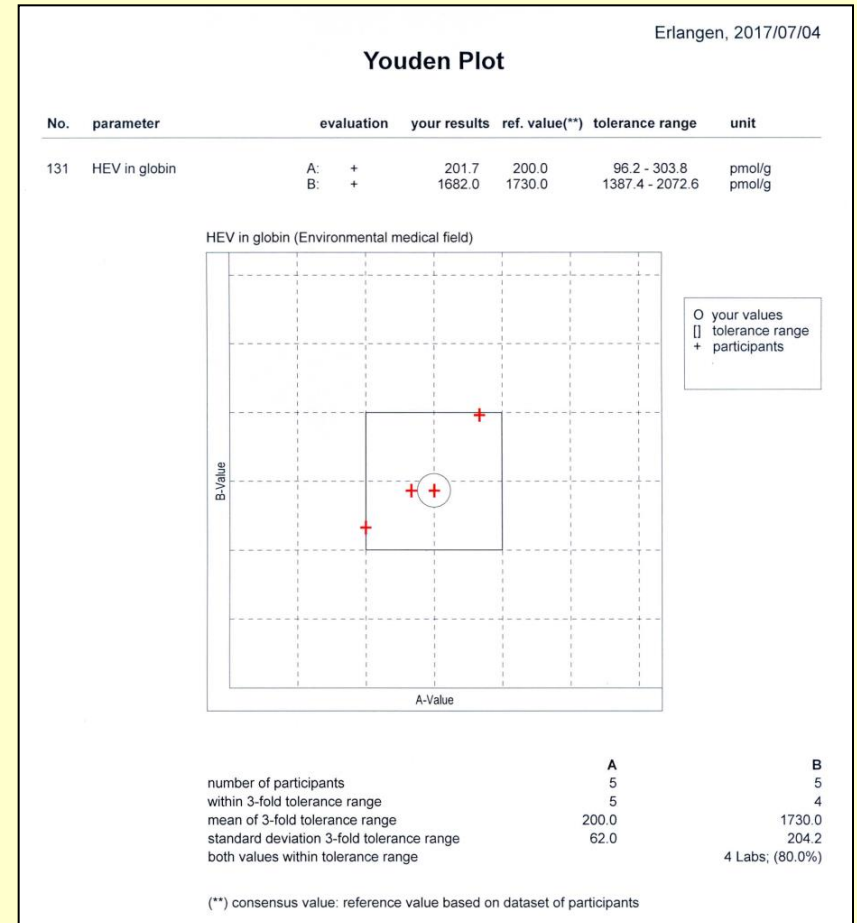 Erlangen, 2017/07/04
Youden Plot
No. parameter evaluation your results ref. value(**) tolerance range unit
131 HEV in globin A: + 201.7 200.0 96.2 - 303.8 pmol/g
B: + 1682.0 1730.0 1387.4 - 2072.6 pmol/g
HEV in globin (Environmental medical field)
O your values
[] tolerance range
+ participants
B-Value
A-Value
A B
number of participants 5 5
within 3-fold tolerance range 5 4
mean of 3-fold tolerance range 200.0 1730.0
standard deviation 3-fold tolerance range 62.0 204.2
both values within tolerance range 4 Labs; (80.0%)
(**) consensus value: reference value based on dataset of participants